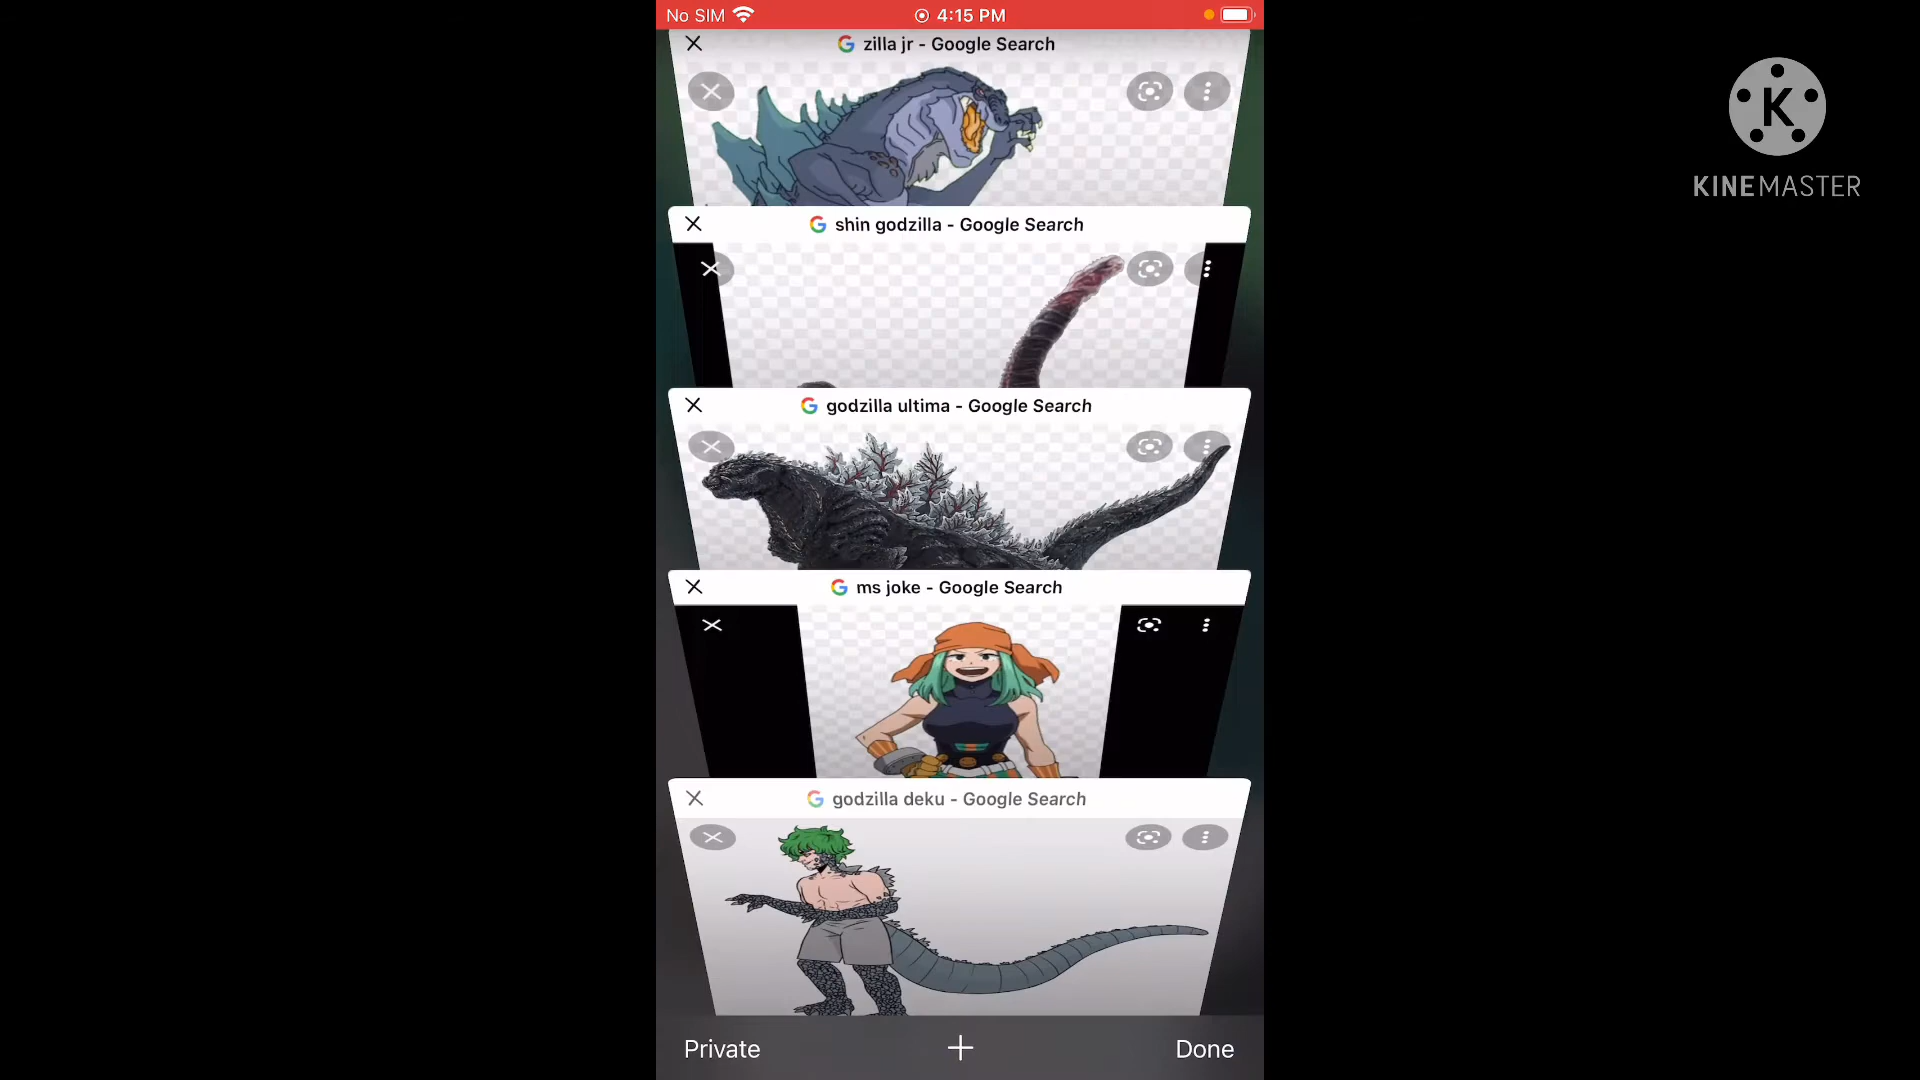 No SIM
4:15 PM
zilla jr - Google Search
K
KINEMASTER
shin godzilla - Google Search
godzilla ultima - Google Search
ms joke - Google Search
godzilla deku - Google Search
Private
Done